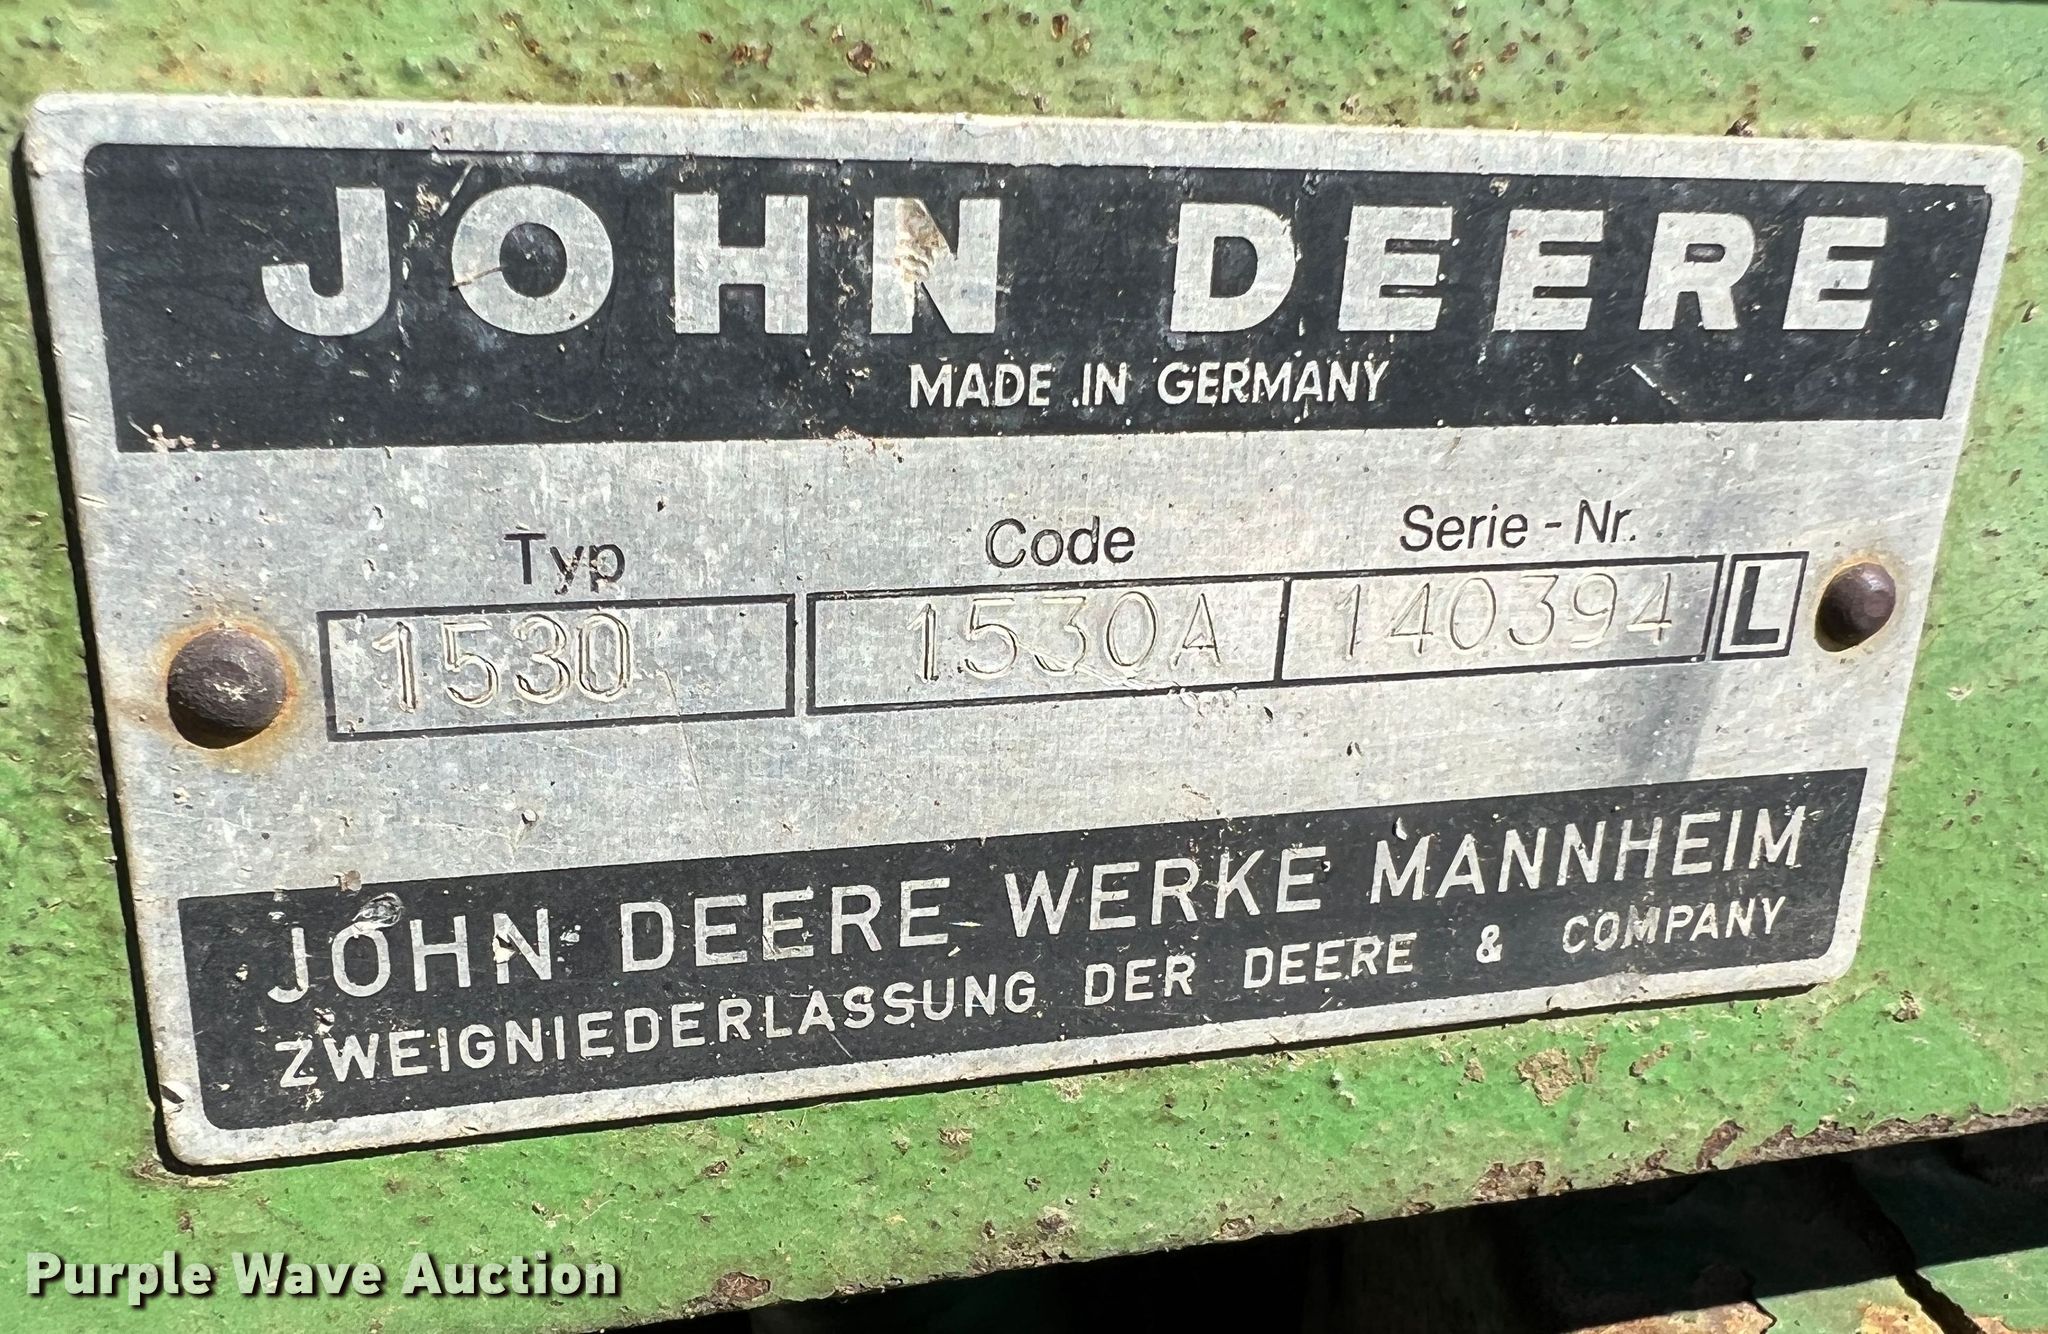 JOHN DEERE
MADE IN GERMANY
Typ Code Serie-Nr.
1530 1530A 140394 L
JOHN DEERE WERKE MANNHEIM
ZWEIGNIEDERLASSUNG DER DEERE & COMPANY
Purple Wave Auction